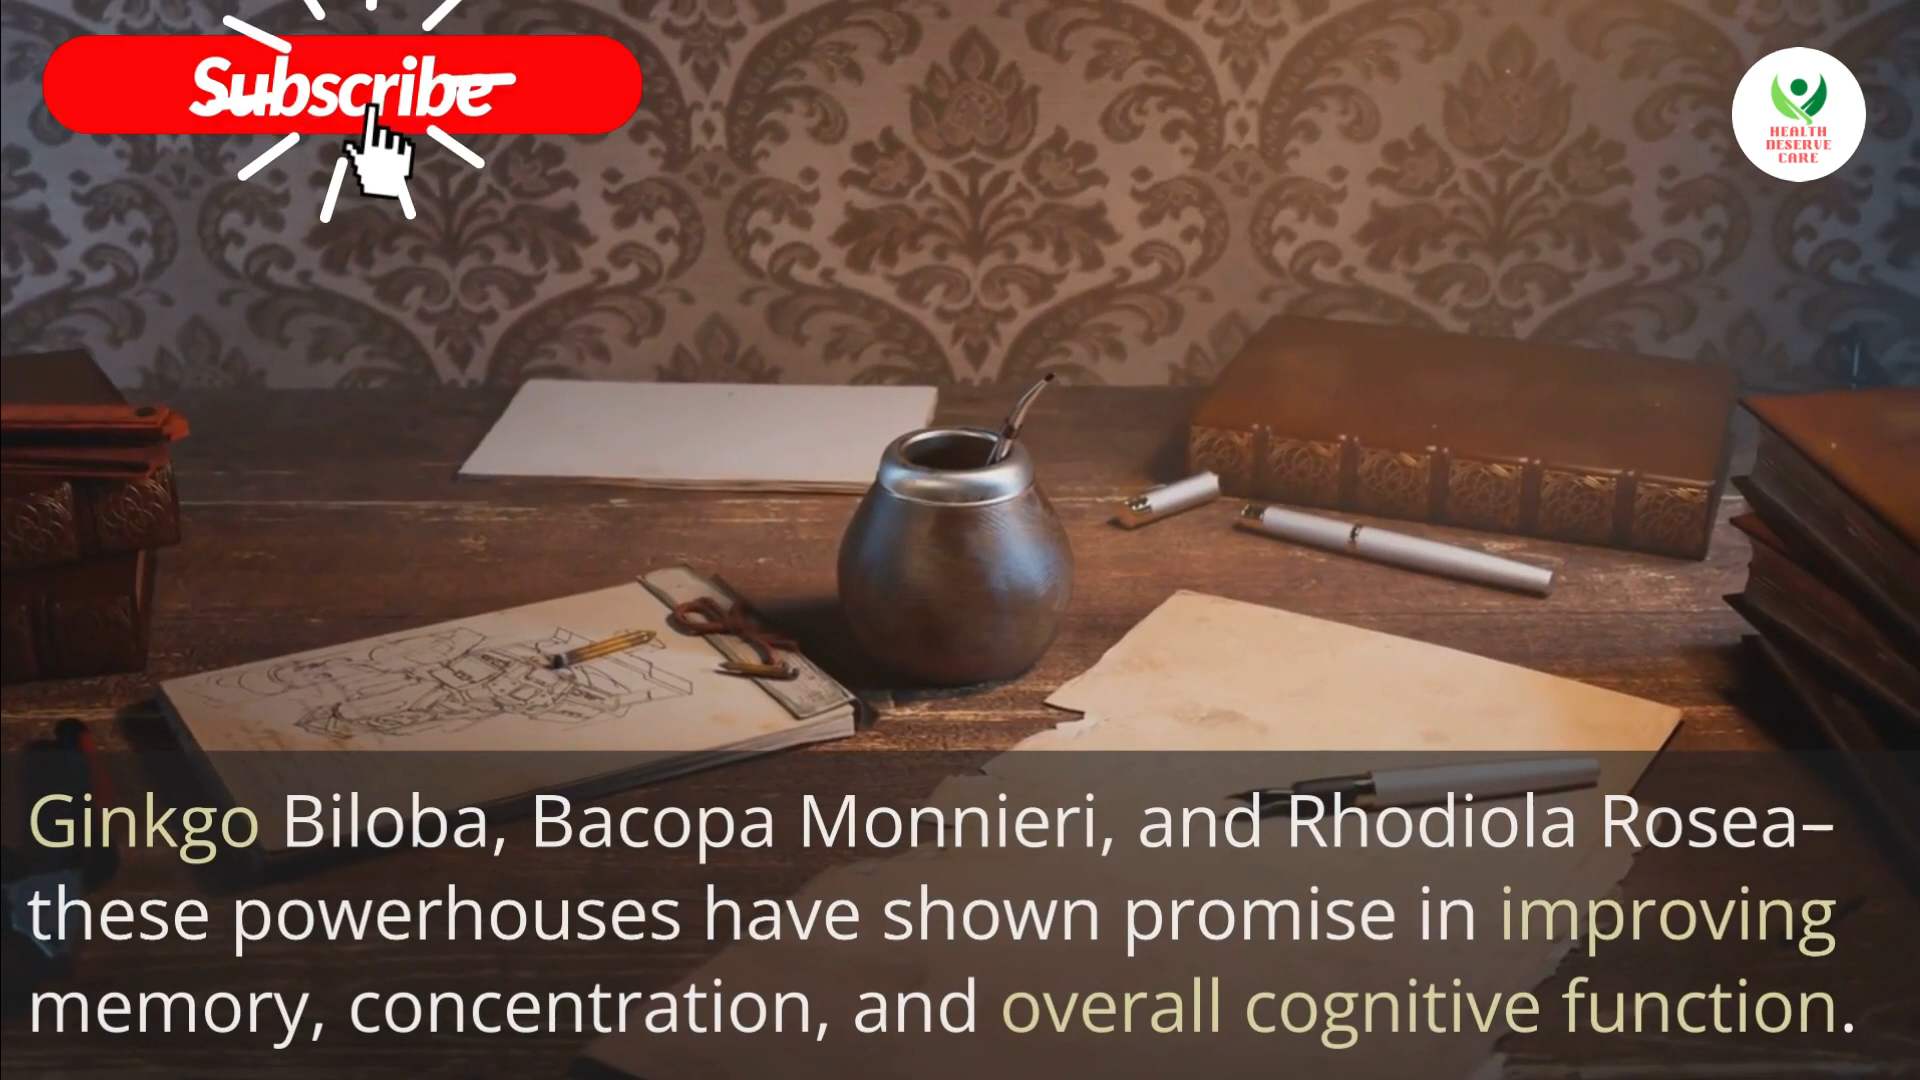 Subscribe
HEALTH
DESERVE
CARE
Ginkgo Biloba, Bacopa Monnieri, and Rhodiola Rosea–
these powerhouses have shown promise in improving
memory, concentration, and overall cognitive function.